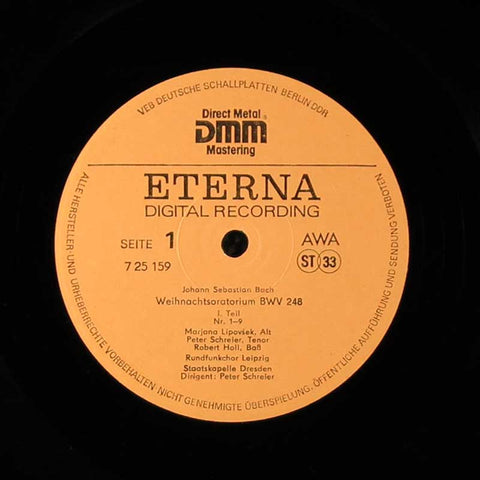 VEB DEUTSCHE SCHALLPLATTEN BERLIN DDR
Direct Metal
DMM
Mastering
ETERNA
DIGITAL RECORDING
SEITE 1
7 25 159
AWA
ST 33
Johann Sebastian Bach
Weihnachtsoratorium BWV 248
I. Teil
Nr. 1–9
Marjana Lipovšek, Alt
Peter Schreier, Tenor
Robert Holl, Baß
Rundfunkchor Leipzig
Staatskapelle Dresden
Dirigent: Peter Schreier
ALLE HERSTELLER- UND URHEBERRECHTE VORBEHALTEN NICHT GENEHMIGTE ÜBERSPIELUNG, ÖFFENTLICHE AUFFÜHRUNG UND SENDUNG VERBOTEN